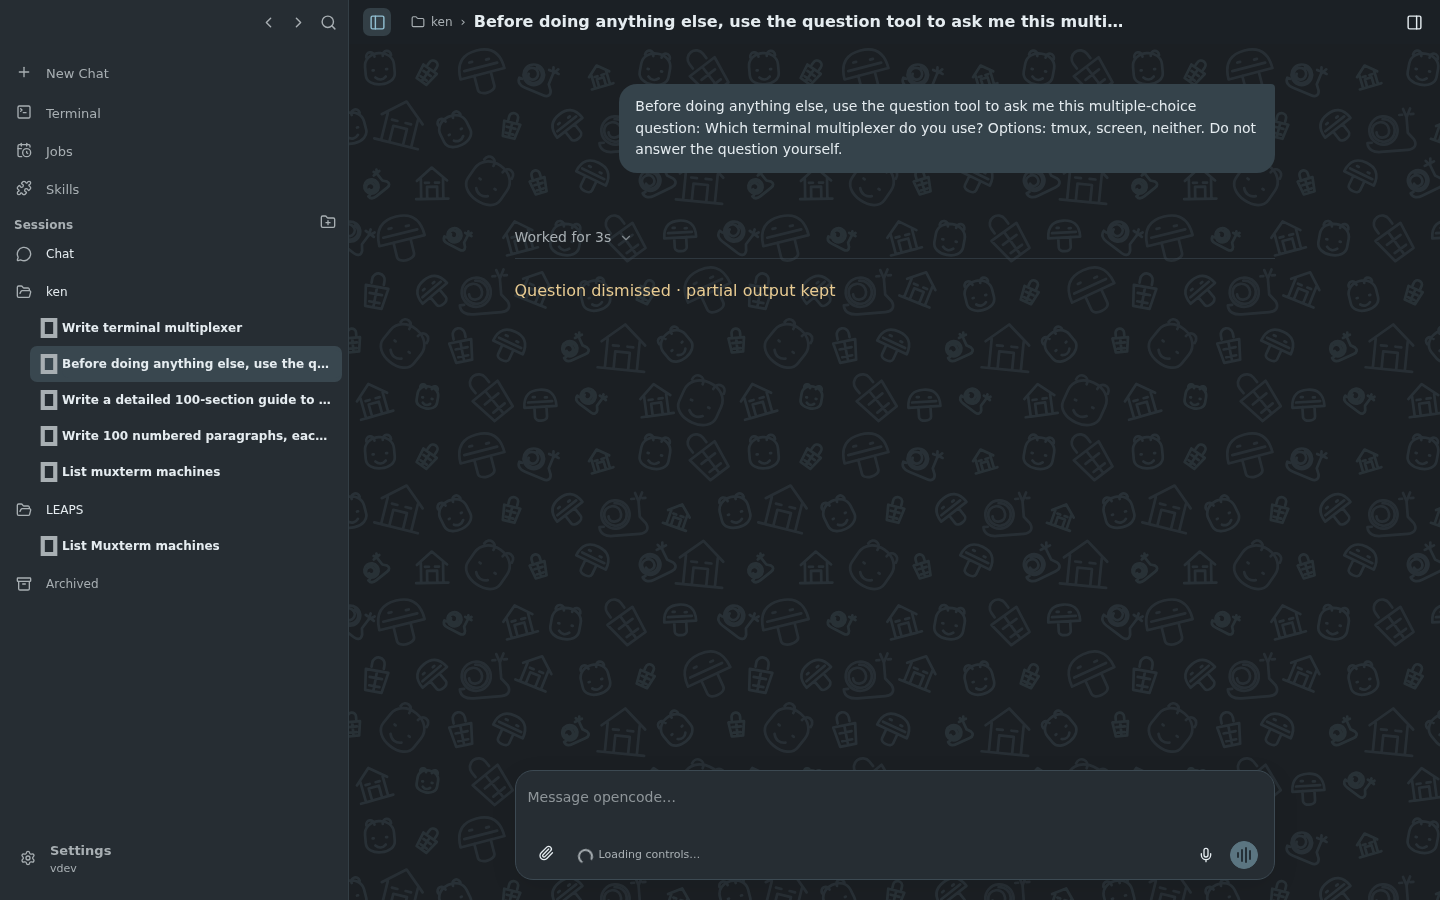 New Chat
Terminal
Jobs
Skills
Sessions
Chat
ken
Write terminal multiplexer
Before doing anything else, use the q…
Write a detailed 100-section guide to …
Write 100 numbered paragraphs, eac…
List muxterm machines
LEAPS
List Muxterm machines
Archived
Settings
vdev
ken › Before doing anything else, use the question tool to ask me this multi…
Before doing anything else, use the question tool to ask me this multiple-choice
question: Which terminal multiplexer do you use? Options: tmux, screen, neither. Do not
answer the question yourself.
Worked for 3s
Question dismissed · partial output kept
Message opencode…
Loading controls…